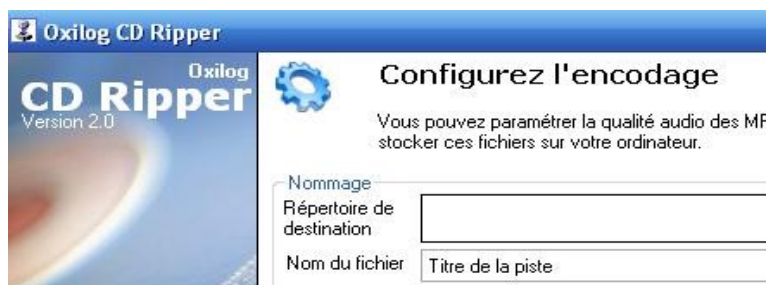 Oxilog CD Ripper
Oxilog
CD Ripper
Version 2.0
Configurez l'encodage
Vous pouvez paramétrer la qualité audio des
stocker ces fichiers sur votre ordinateur.
Nommage
Répertoire de
destination
Nom du fichier
Titre de la piste